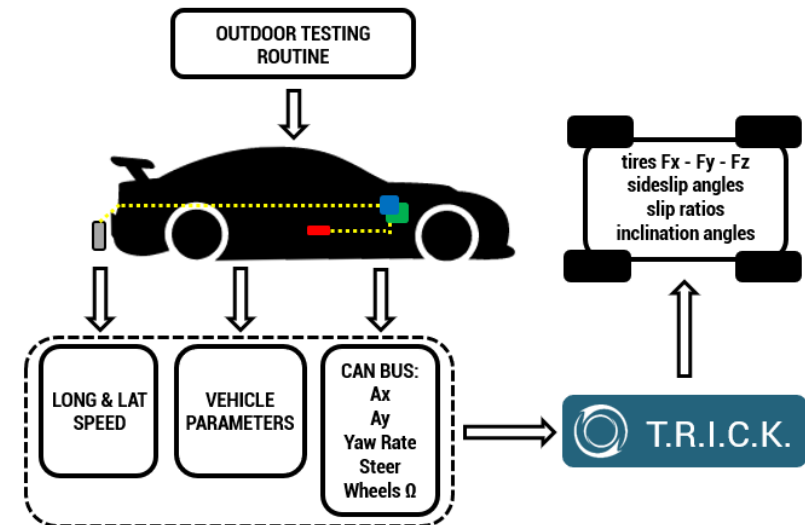 OUTDOOR TESTING
ROUTINE
tires Fx - Fy - Fz
sideslip angles
slip ratios
inclination angles
LONG & LAT
SPEED
VEHICLE
PARAMETERS
CAN BUS:
Ax
Ay
Yaw Rate
Steer
Wheels Ω
T.R.I.C.K.